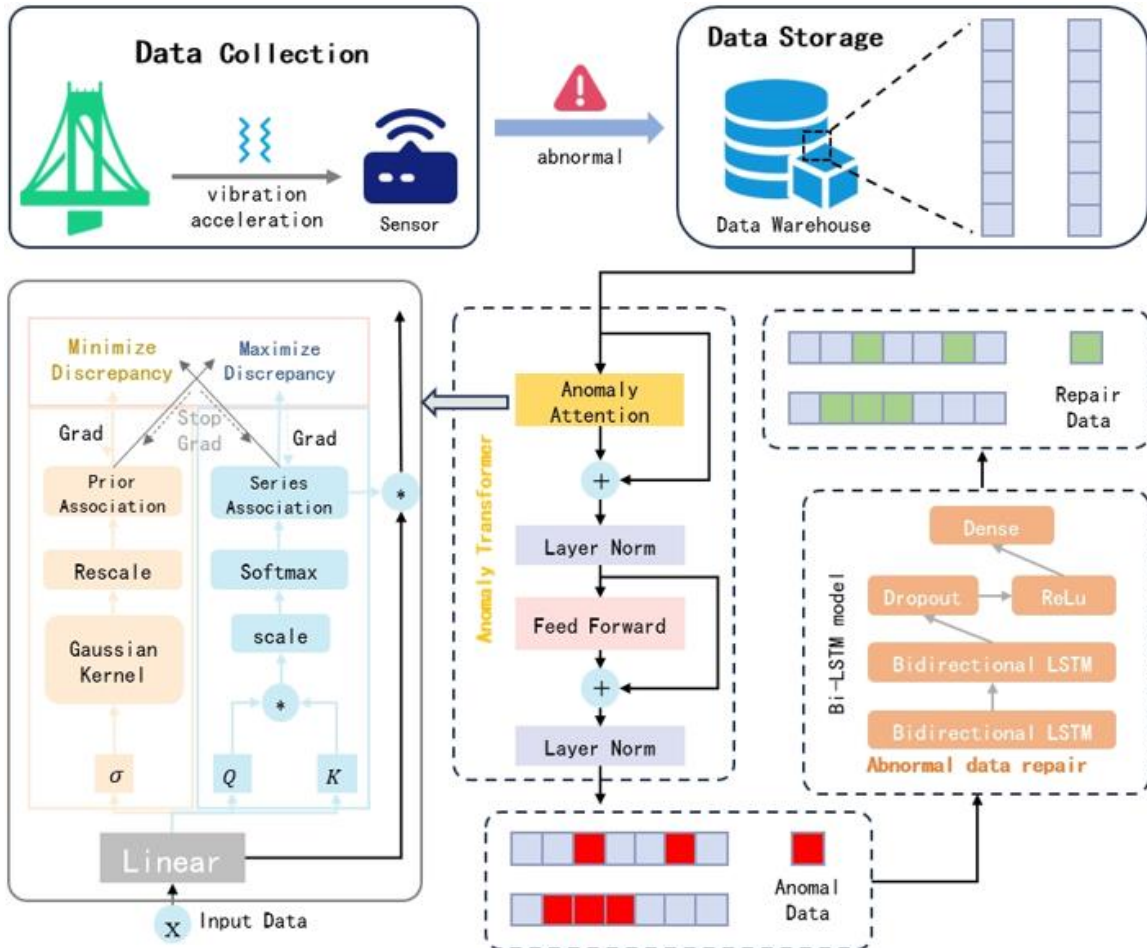 Data Collection
vibration
acceleration
Sensor
abnormal
Data Storage
Data Warehouse
Minimize
Discrepancy
Maximize
Discrepancy
Grad
Stop
Grad
Grad
Prior
Association
Series
Association
*
Rescale
Softmax
Gaussian
Kernel
scale
*
σ
Q
K
Linear
X
Input Data
Anomaly Transformer
Anomaly
Attention
+
Layer Norm
Feed Forward
+
Layer Norm
Anomal
Data
Repair
Data
Bi-LSTM model
Dense
Dropout
ReLu
Bidirectional LSTM
Bidirectional LSTM
Abnormal data repair